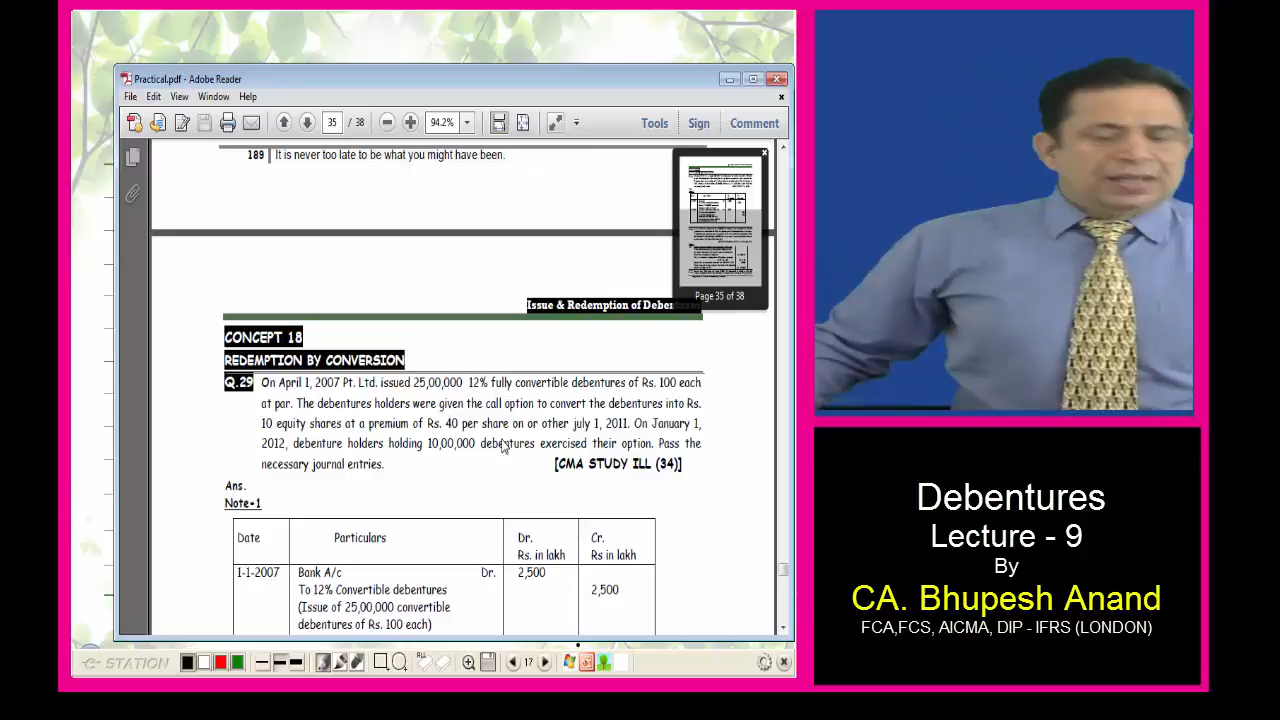 Practical.pdf - Adobe Reader
File Edit View Window Help
35 / 38 94.2% Tools Sign Comment
189 It is never too late to be what you might have been.
Page 35 of 38
Issue & Redemption of Deben
CONCEPT 18
REDEMPTION BY CONVERSION
Q.29 On April 1, 2007 Pt. Ltd. issued 25,00,000 12% fully convertible debentures of Rs. 100 each
at par. The debentures holders were given the call option to convert the debentures into Rs.
10 equity shares at a premium of Rs. 40 per share on or other july 1, 2011. On January 1,
2012, debenture holders holding 10,00,000 debentures exercised their option. Pass the
necessary journal entries. [CMA STUDY ILL (34)]
Ans.
Note-1
Date Particulars Dr. Cr.
Rs. in lakh Rs in lakh
1-1-2007 Bank A/c Dr. 2,500
To 12% Convertible debentures 2,500
(Issue of 25,00,000 convertible
debentures of Rs. 100 each)
e-STATION ALL 17
Debentures
Lecture - 9
By
CA. Bhupesh Anand
FCA,FCS, AICMA, DIP - IFRS (LONDON)